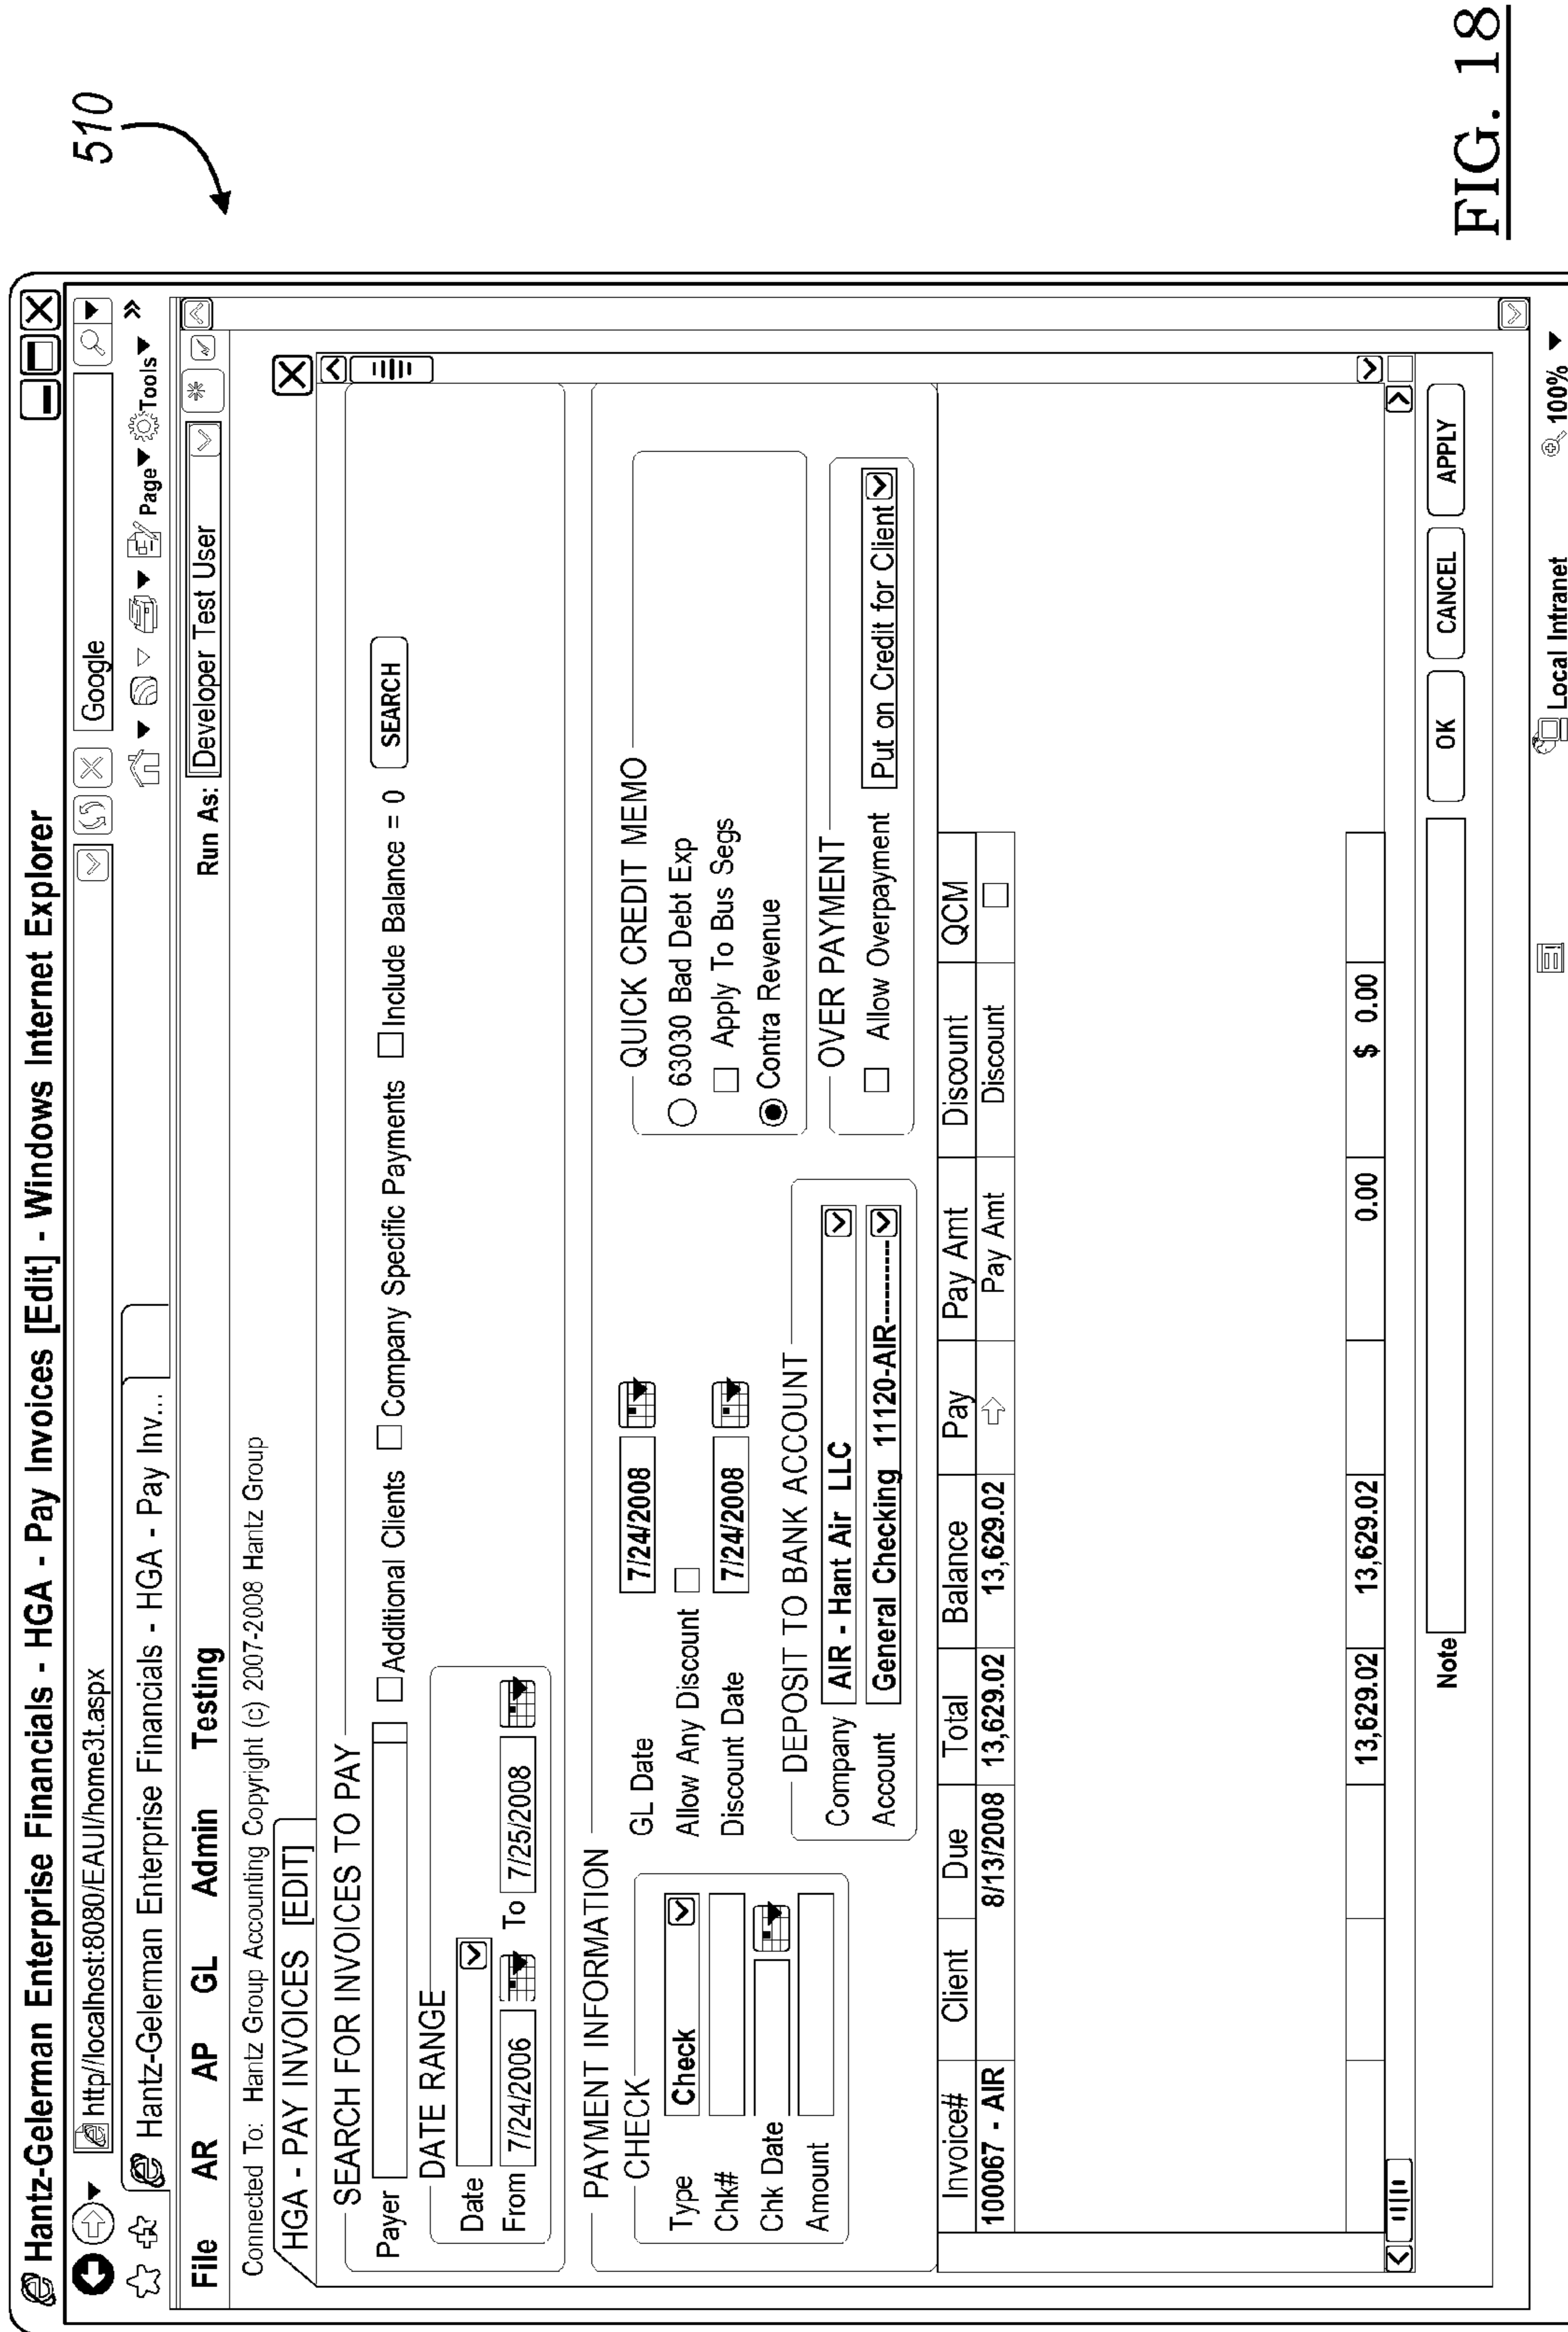 510
Hantz-Gelerman Enterprise Financials - HGA - Pay Invoices [Edit] - Windows Internet Explorer
http//localhost:8080/EAUI/home3t.aspx Google
Hantz-Gelerman Enterprise Financials - HGA - Pay Inv... Page Tools
File AR AP GL Admin Testing Run As: Developer Test User
Connected To: Hantz Group Accounting Copyright (c) 2007-2008 Hantz Group
HGA - PAY INVOICES [EDIT]
SEARCH FOR INVOICES TO PAY
Payer Additional Clients Company Specific Payments Include Balance = 0 SEARCH
DATE RANGE
Date
From 7/24/2006 To 7/25/2008
PAYMENT INFORMATION
CHECK
Type Check
Chk#
Chk Date
Amount
GL Date 7/24/2008
Allow Any Discount
Discount Date 7/24/2008
DEPOSIT TO BANK ACCOUNT
Company AIR - Hant Air LLC
Account General Checking 11120-AIR-----------
QUICK CREDIT MEMO
63030 Bad Debt Exp
Apply To Bus Segs
Contra Revenue
OVER PAYMENT
Allow Overpayment Put on Credit for Client
Invoice# Client Due Total Balance Pay Pay Amt Discount QCM
100067 - AIR 8/13/2008 13,629.02 13,629.02 Pay Amt Discount
13,629.02 13,629.02 0.00 $ 0.00
Note OK CANCEL APPLY
Local Intranet 100%
FIG. 18